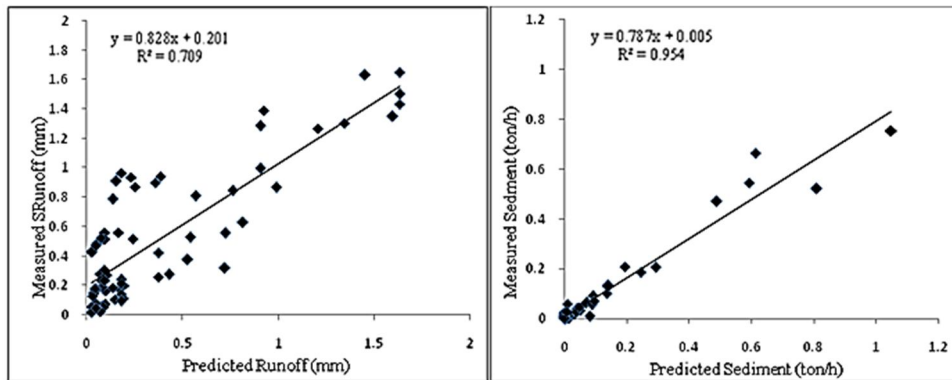 y = 0.828x + 0.201
R² = 0.709
Measured SRunoff (mm)
2
1.8
1.6
1.4
1.2
1
0.8
0.6
0.4
0.2
0
0 0.5 1 1.5 2
Predicted Runoff (mm)
y = 0.787x + 0.005
R² = 0.954
Measured Sediment (ton/h)
1.2
1
0.8
0.6
0.4
0.2
0
0 0.2 0.4 0.6 0.8 1 1.2
Predicted Sediment (ton/h)